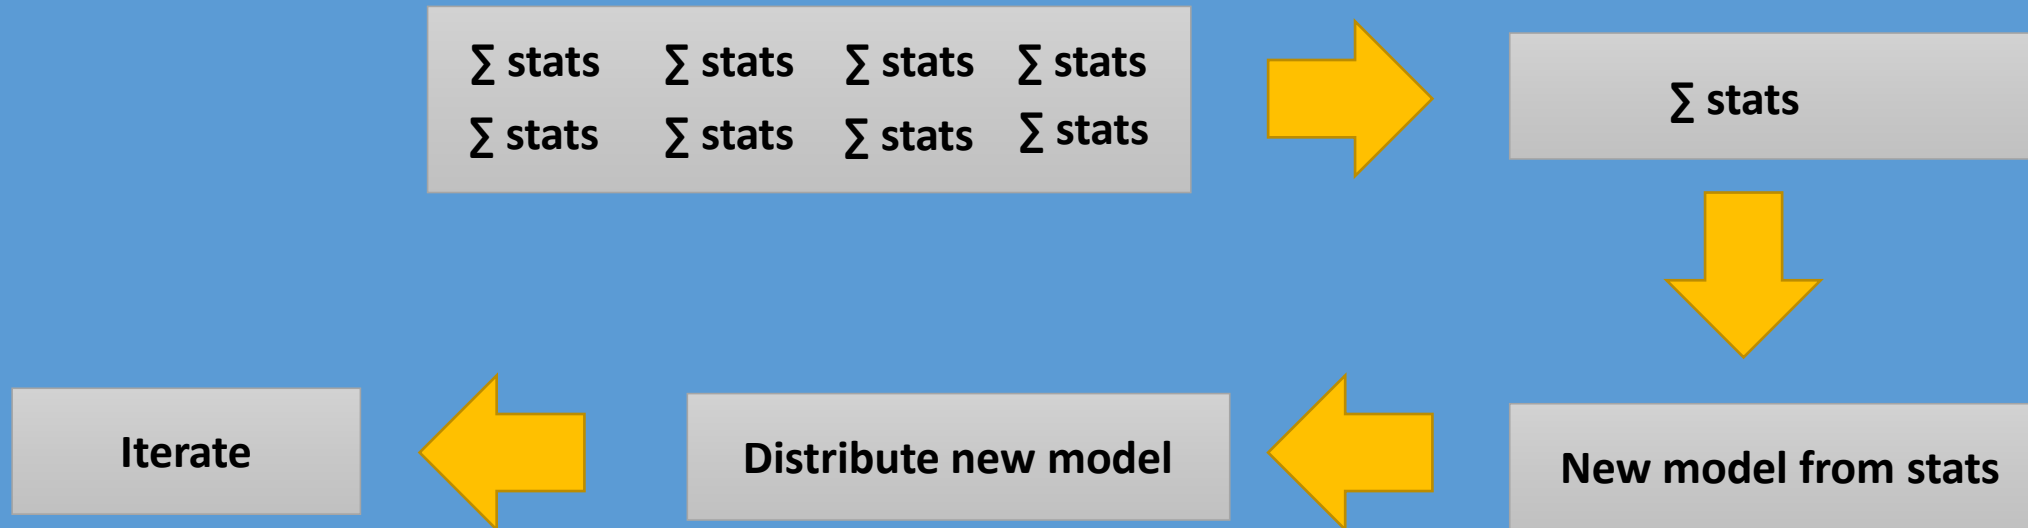 ∑ stats ∑ stats ∑ stats ∑ stats
∑ stats ∑ stats ∑ stats ∑ stats
∑ stats
New model from stats
Distribute new model
Iterate